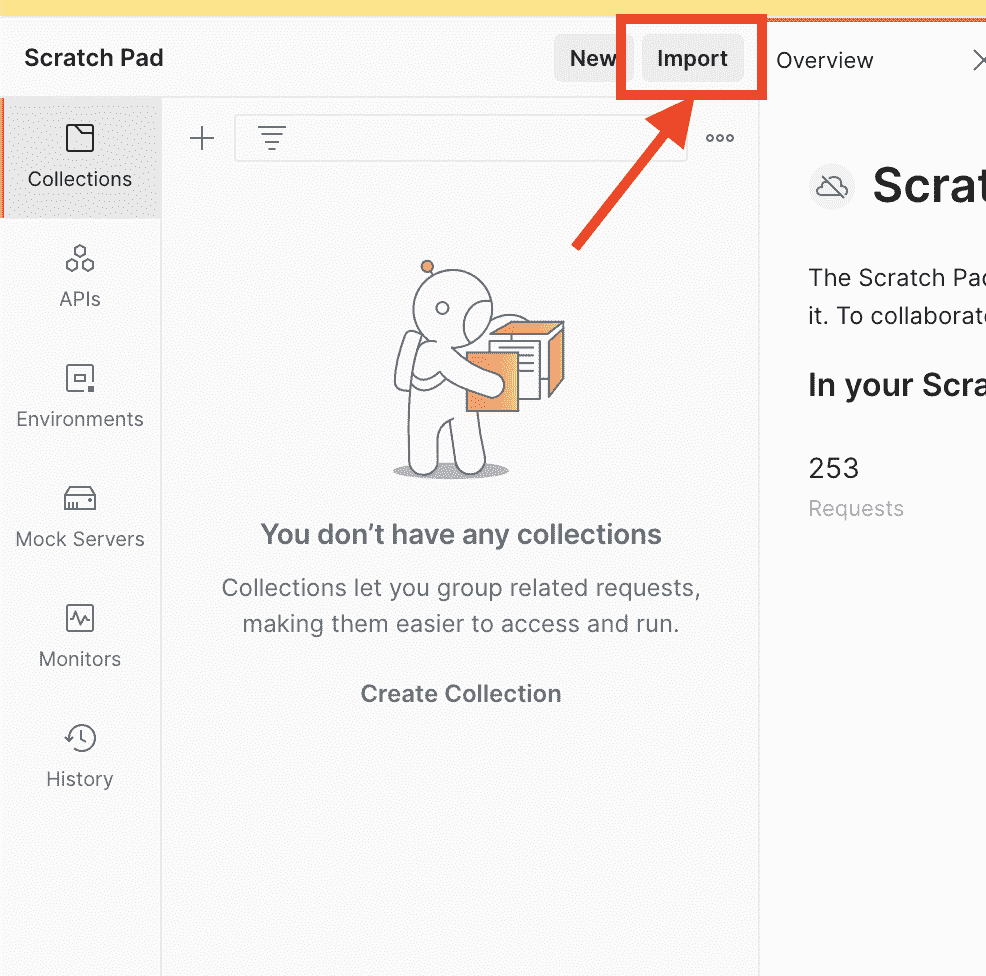 Scratch Pad
New
Import
Overview
Collections
APIs
Environments
Mock Servers
Monitors
History
You don’t have any collections
Collections let you group related requests,
making them easier to access and run.
Create Collection
Scrat
The Scratch Pad
it. To collaborate
In your Scra
253
Requests